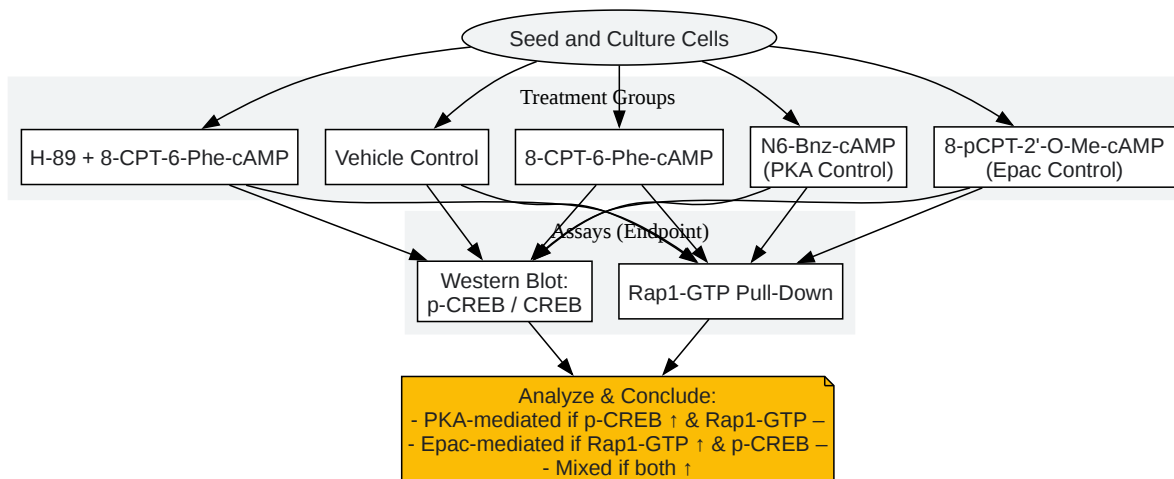 Seed and Culture Cells
Treatment Groups
H-89 + 8-CPT-6-Phe-cAMP
Vehicle Control
8-CPT-6-Phe-cAMP
N6-Bnz-cAMP
(PKA Control)
8-pCPT-2'-O-Me-cAMP
(Epac Control)
Assays (Endpoint)
Western Blot:
p-CREB / CREB
Rap1-GTP Pull-Down
Analyze & Conclude:
- PKA-mediated if p-CREB ↑ & Rap1-GTP –
- Epac-mediated if Rap1-GTP ↑ & p-CREB –
- Mixed if both ↑